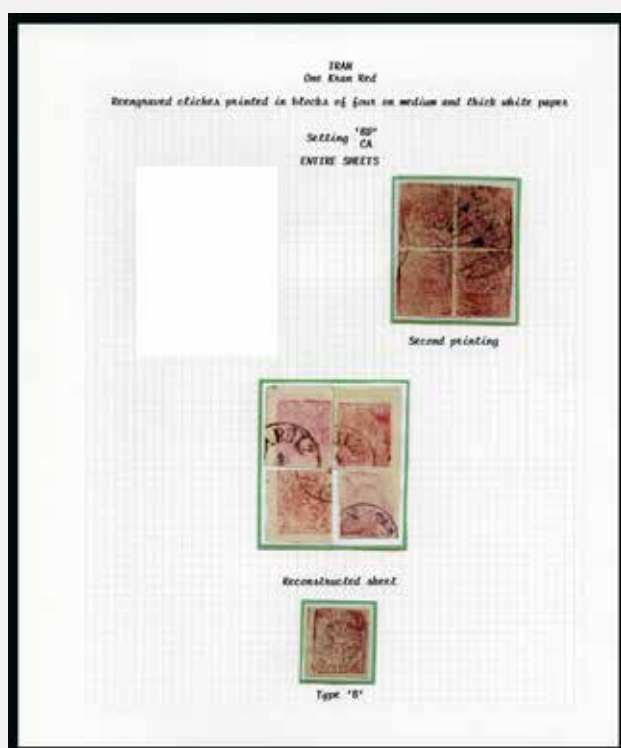 IRAN
One Kran Red
Reengraved cliches printed in blocks of four on medium and thick white paper
Setting "BD"
CA
ENTIRE SHEETS
Second printing
Reconstructed sheet
Type "B"